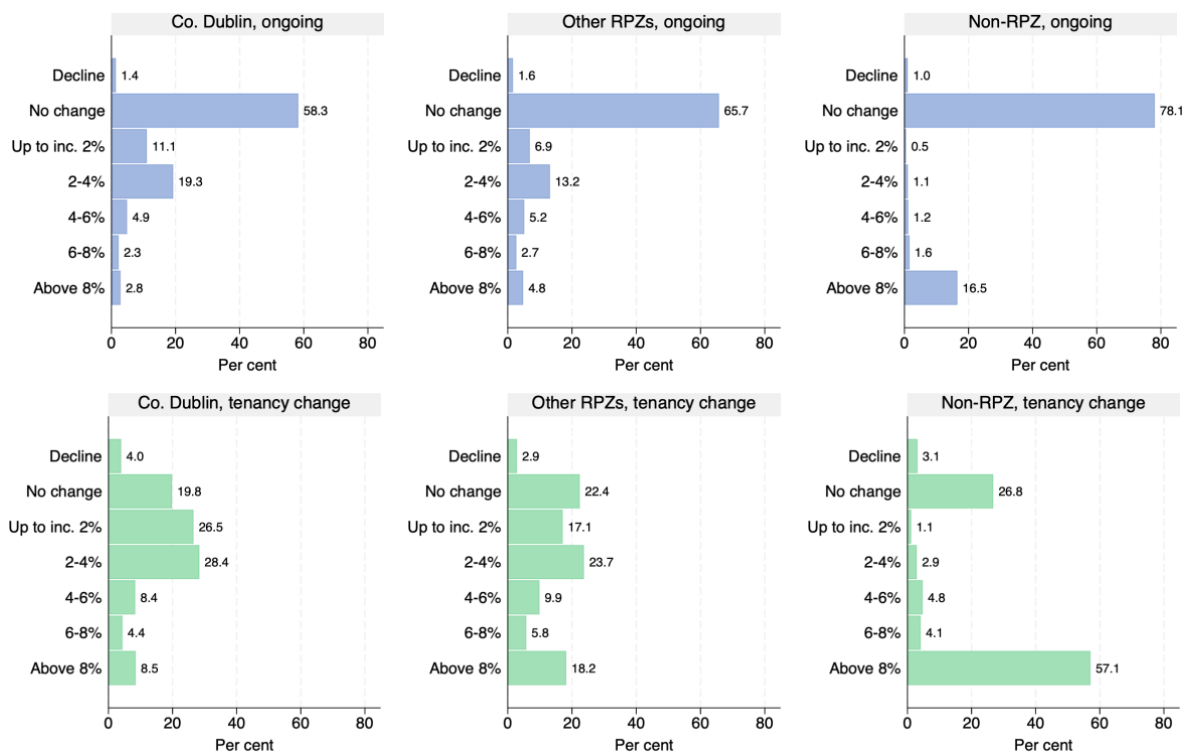 Co. Dublin, ongoing
Decline 1.4
No change 58.3
Up to inc. 2% 11.1
2-4% 19.3
4-6% 4.9
6-8% 2.3
Above 8% 2.8
0 20 40 60 80
Per cent
Other RPZs, ongoing
Decline 1.6
No change 65.7
Up to inc. 2% 6.9
2-4% 13.2
4-6% 5.2
6-8% 2.7
Above 8% 4.8
0 20 40 60 80
Per cent
Non-RPZ, ongoing
Decline 1.0
No change 78.1
Up to inc. 2% 0.5
2-4% 1.1
4-6% 1.2
6-8% 1.6
Above 8% 16.5
0 20 40 60 80
Per cent
Co. Dublin, tenancy change
Decline 4.0
No change 19.8
Up to inc. 2% 26.5
2-4% 28.4
4-6% 8.4
6-8% 4.4
Above 8% 8.5
0 20 40 60 80
Per cent
Other RPZs, tenancy change
Decline 2.9
No change 22.4
Up to inc. 2% 17.1
2-4% 23.7
4-6% 9.9
6-8% 5.8
Above 8% 18.2
0 20 40 60 80
Per cent
Non-RPZ, tenancy change
Decline 3.1
No change 26.8
Up to inc. 2% 1.1
2-4% 2.9
4-6% 4.8
6-8% 4.1
Above 8% 57.1
0 20 40 60 80
Per cent